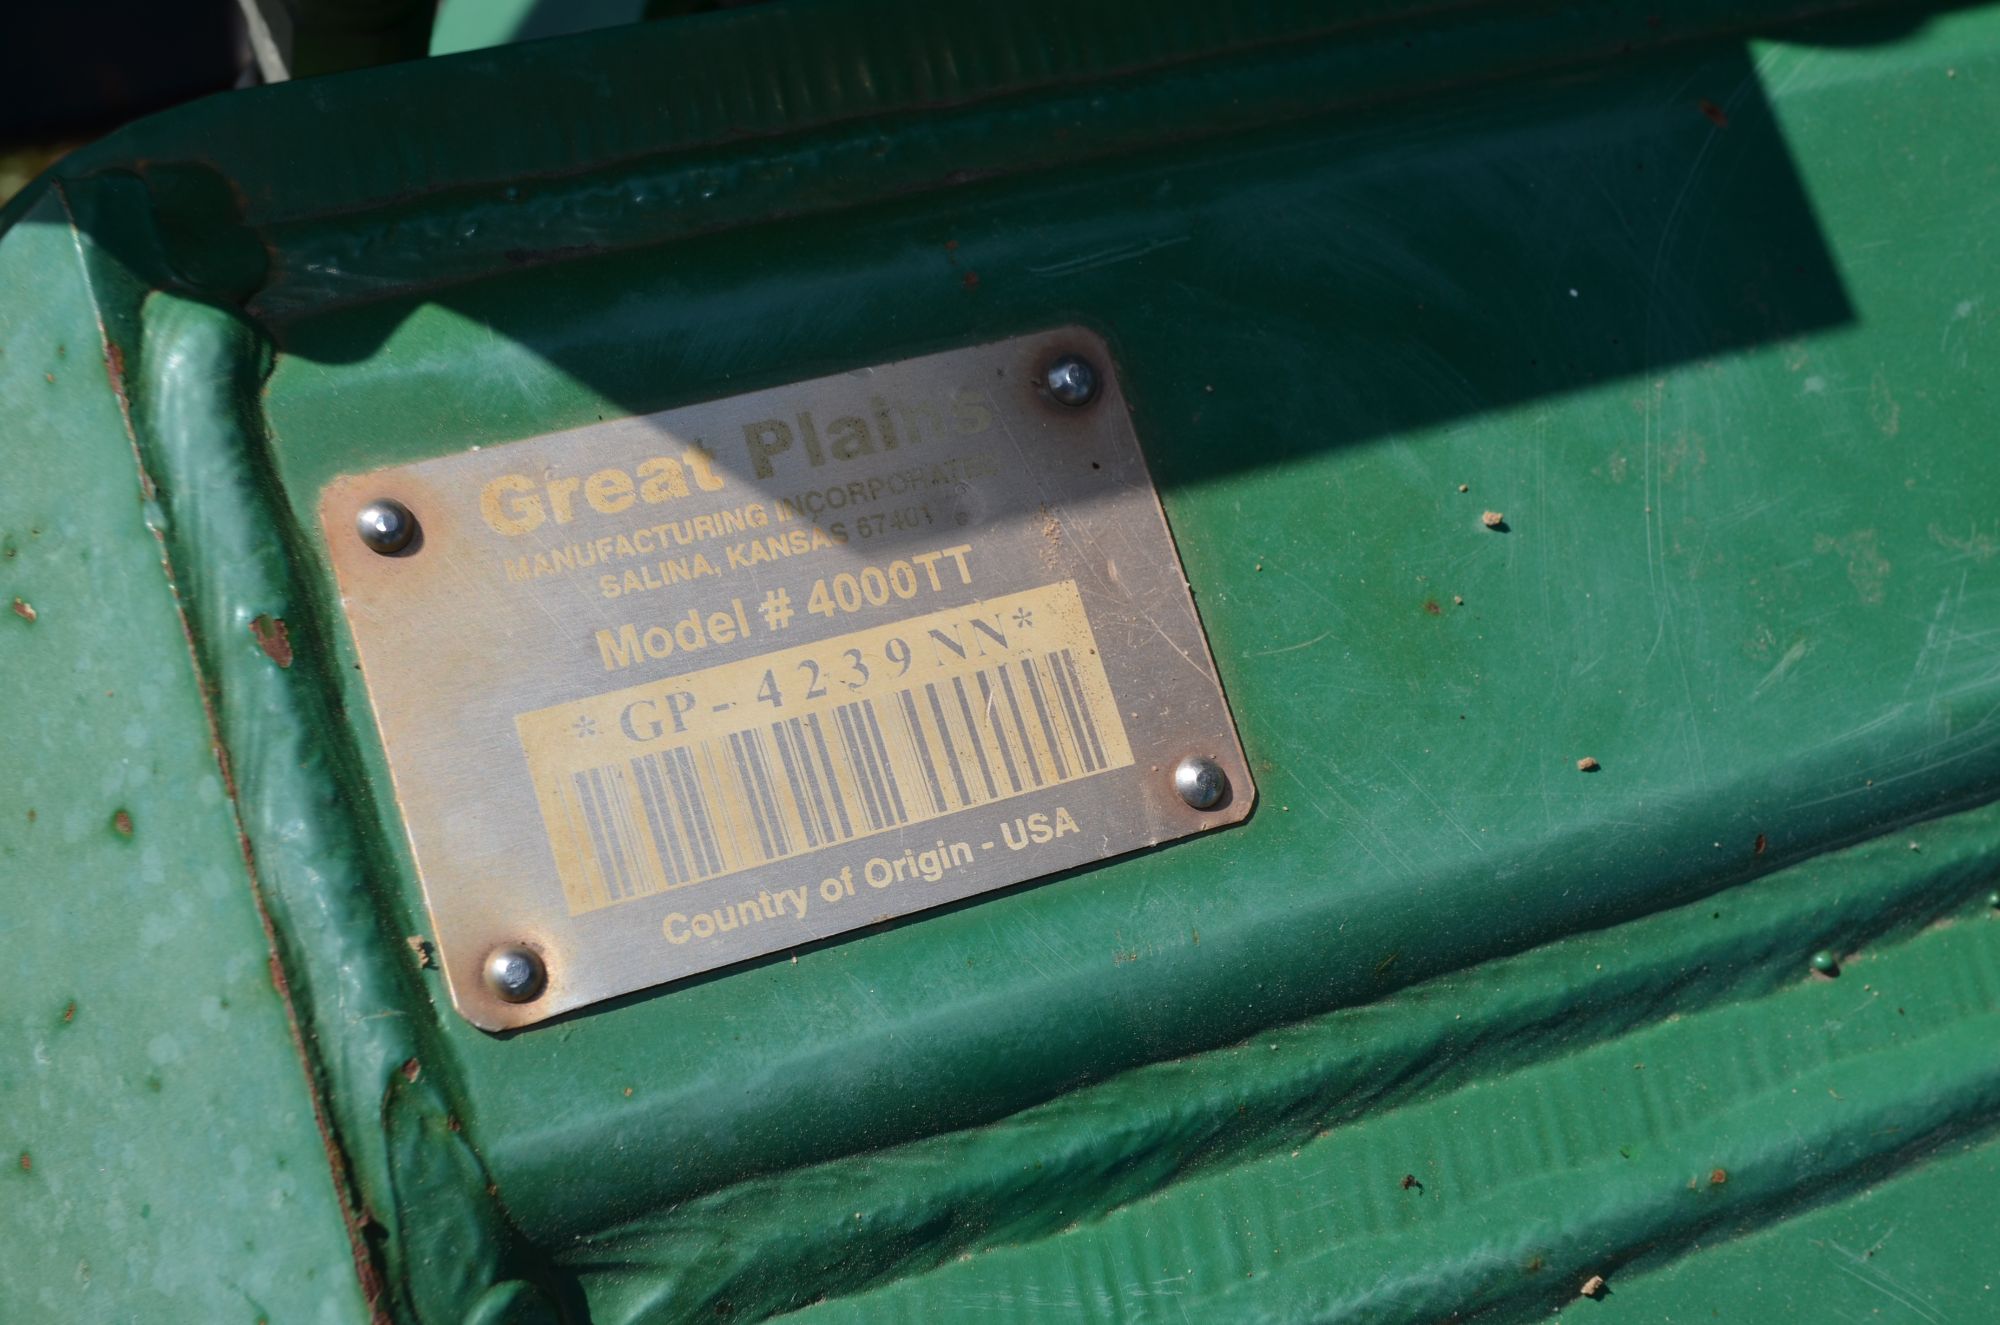 Great Plains
MANUFACTURING INCORPORATED
SALINA, KANSAS 67401
Model # 4000TT
*GP-4239NN*
Country of Origin - USA